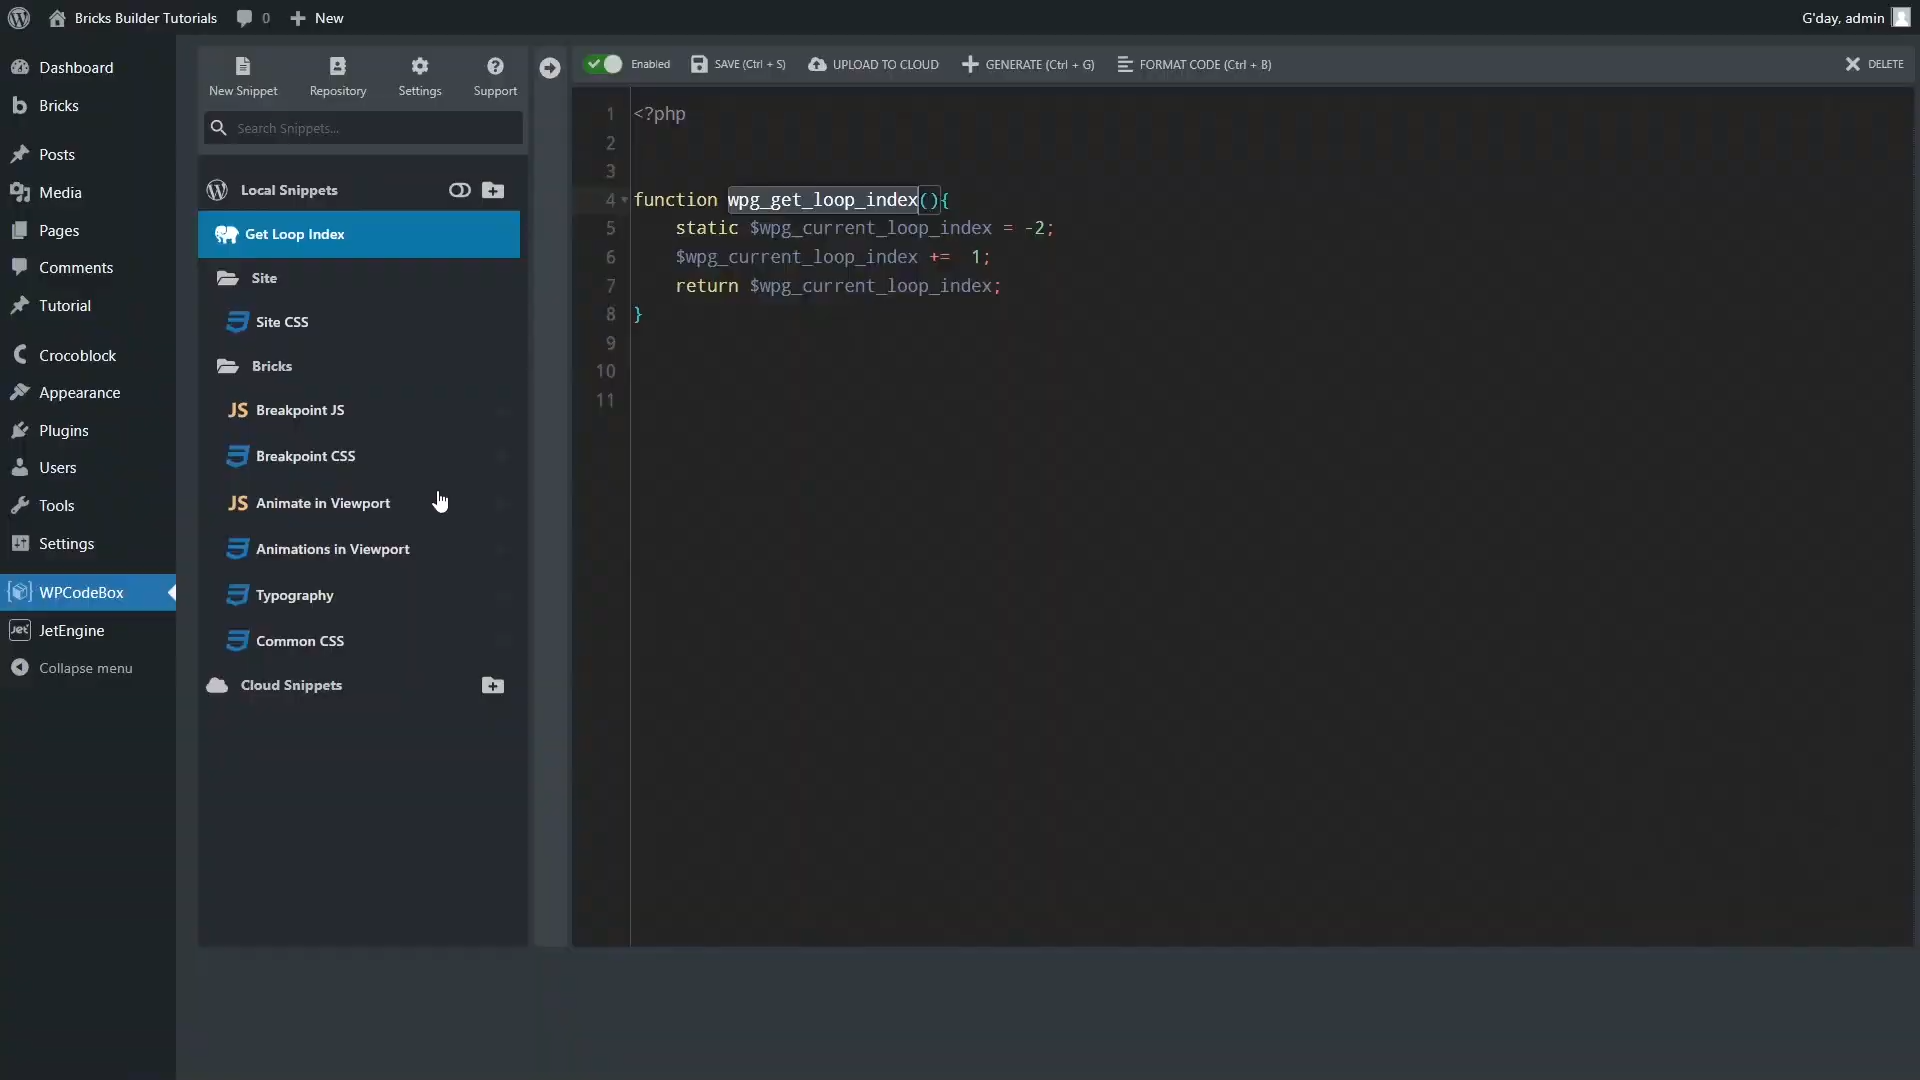 Bricks Builder Tutorials 0 New G'day, admin
Dashboard
Bricks
Posts
Media
Pages
Comments
Tutorial
Crocoblock
Appearance
Plugins
Users
Tools
Settings
WPCodeBox
JetEngine
Collapse menu
New Snippet Repository Settings Support
Search Snippets...
Local Snippets
Get Loop Index
Site
Site CSS
Bricks
JS Breakpoint JS
Breakpoint CSS
JS Animate in Viewport
Animations in Viewport
Typography
Common CSS
Cloud Snippets
Enabled SAVE (Ctrl + S) UPLOAD TO CLOUD GENERATE (Ctrl + G) FORMAT CODE (Ctrl + B) DELETE
1 <?php
2
3
4 function wpg_get_loop_index(){
5 static $wpg_current_loop_index = -2;
6 $wpg_current_loop_index +=  1;
7 return $wpg_current_loop_index;
8 }
9
10
11